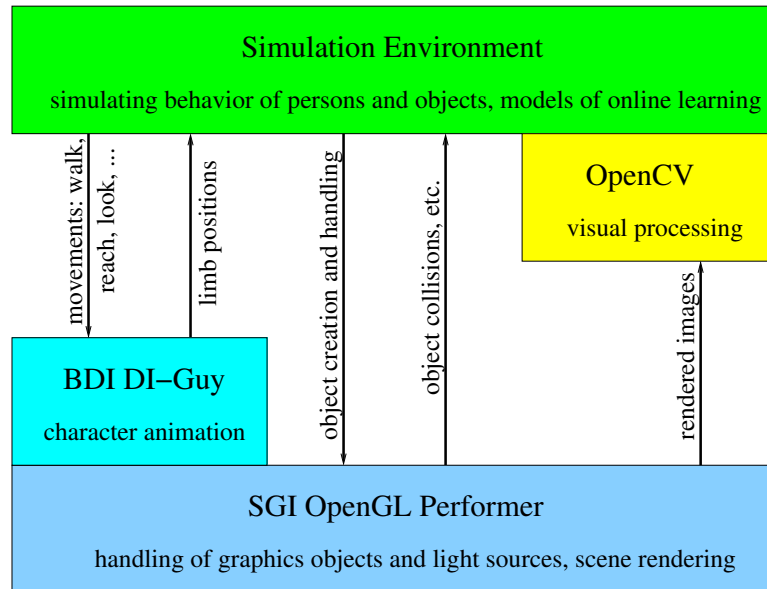 Simulation Environment
simulating behavior of persons and objects, models of online learning
movements: walk,
reach, look, ...
limb positions
object creation and handling
object collisions, etc.
OpenCV
visual processing
rendered images
BDI DI−Guy
character animation
SGI OpenGL Performer
handling of graphics objects and light sources, scene rendering